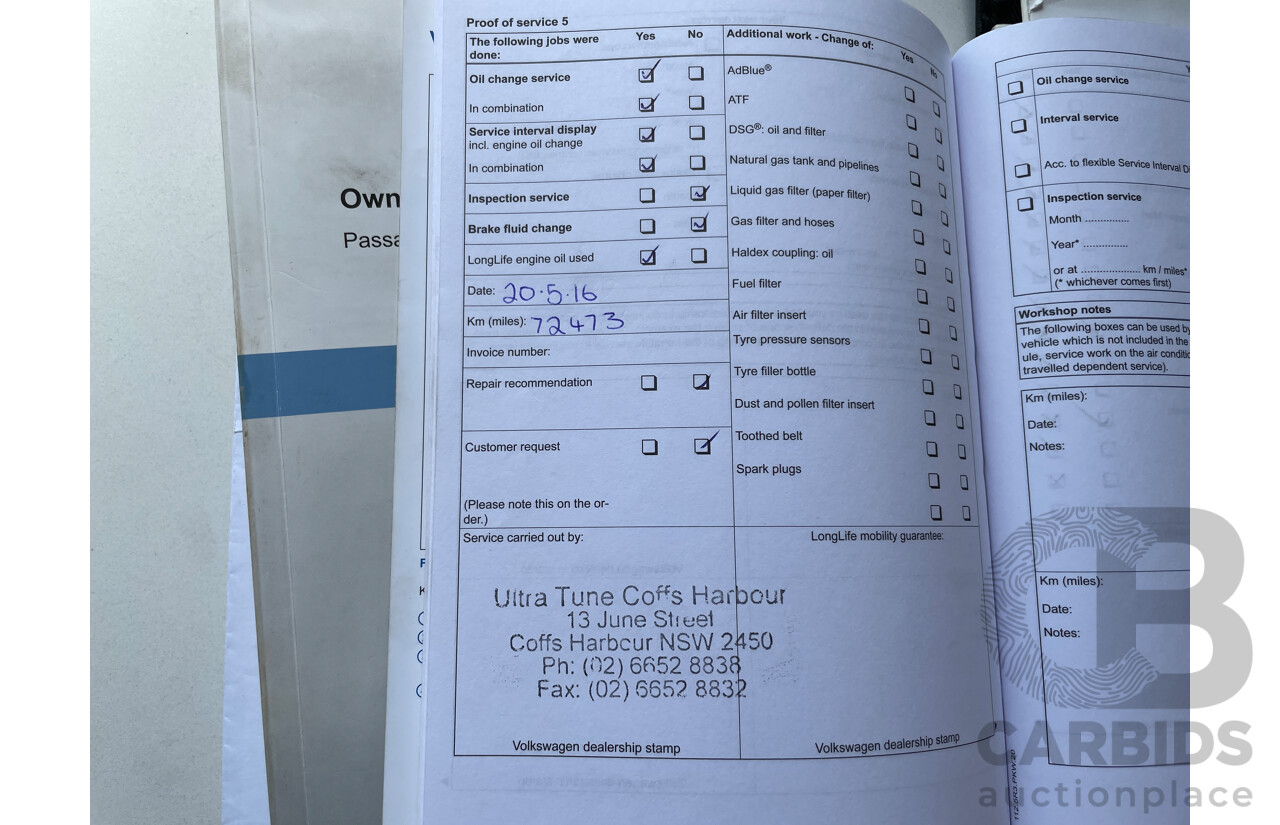 Proof of service 5
The following jobs were done: Yes No
Oil change service
In combination
Service interval display
incl. engine oil change
In combination
Inspection service
Brake fluid change
LongLife engine oil used
Date: 20.5.16
Km (miles): 72473
Invoice number:
Repair recommendation
Customer request
(Please note this on the or-
der.)
Service carried out by:
Ultra Tune Coffs Harbour
13 June Street
Coffs Harbour NSW 2450
Ph: (02) 6652 8838
Fax: (02) 6652 8832
Volkswagen dealership stamp
Additional work - Change of: Yes No
AdBlue®
ATF
DSG®: oil and filter
Natural gas tank and pipelines
Liquid gas filter (paper filter)
Gas filter and hoses
Haldex coupling: oil
Fuel filter
Air filter insert
Tyre pressure sensors
Tyre filler bottle
Dust and pollen filter insert
Toothed belt
Spark plugs
LongLife mobility guarantee:
Volkswagen dealership stamp
Oil change service
Interval service
Acc. to flexible Service Interval D
Inspection service
Month ...............
Year* ...............
or at .................... km / miles*
(* whichever comes first)
Workshop notes
The following boxes can be used by
vehicle which is not included in the
ule, service work on the air conditio
travelled dependent service).
Km (miles):
Date:
Notes:
Km (miles):
Date:
Notes:
Own
Passa
CB
CARBIDS
auctionplace